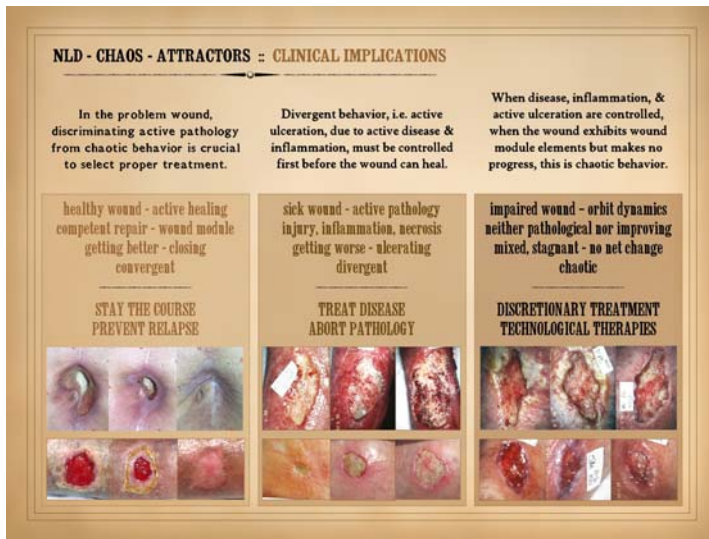 NLD - CHAOS - ATTRACTORS :: CLINICAL IMPLICATIONS
In the problem wound,
discriminating active pathology
from chaotic behavior is crucial
to select proper treatment.
Divergent behavior, i.e. active
ulceration, due to active disease &
inflammation, must be controlled
first before the wound can heal.
When disease, inflammation, &
active ulceration are controlled,
when the wound exhibits wound
module elements but makes no
progress, this is chaotic behavior.
healthy wound - active healing
competent repair - wound module
getting better - closing
convergent
STAY THE COURSE
PREVENT RELAPSE
sick wound - active pathology
injury, inflammation, necrosis
getting worse - ulcerating
divergent
TREAT DISEASE
ABORT PATHOLOGY
impaired wound - orbit dynamics
neither pathological nor improving
mixed, stagnant - no net change
chaotic
DISCRETIONARY TREATMENT
TECHNOLOGICAL THERAPIES